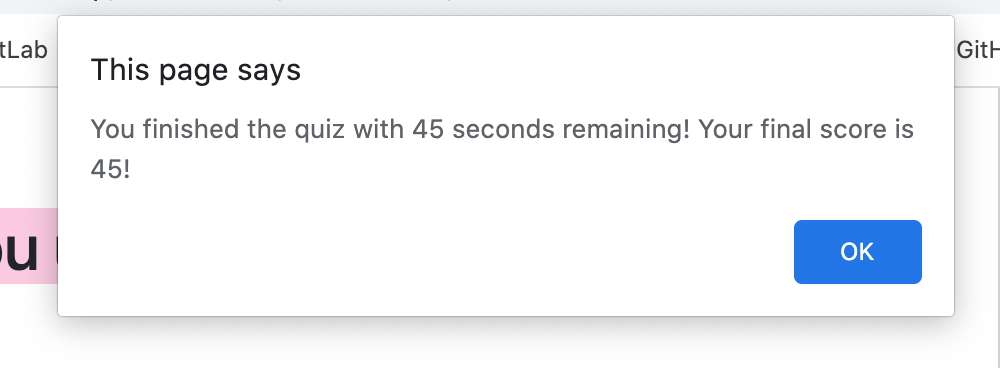 tLab
GitH
This page says
You finished the quiz with 45 seconds remaining! Your final score is
45!
ou
OK